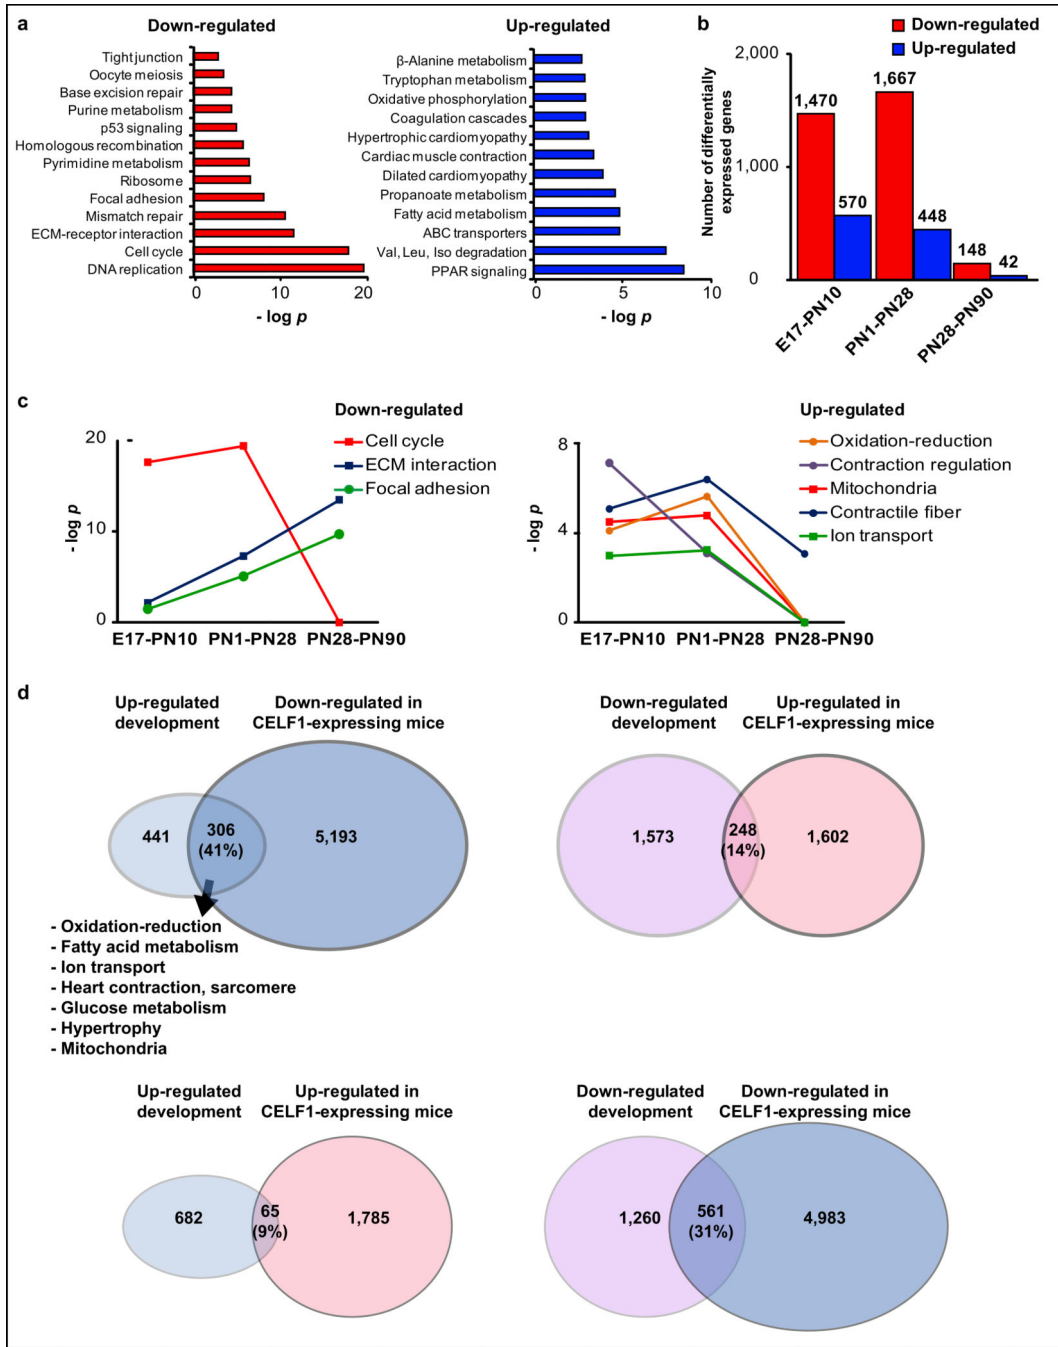 a
Down-regulated
Tight junction
Oocyte meiosis
Base excision repair
Purine metabolism
p53 signaling
Homologous recombination
Pyrimidine metabolism
Ribosome
Focal adhesion
Mismatch repair
ECM-receptor interaction
Cell cycle
DNA replication
0 10 20
- log p
Up-regulated
β-Alanine metabolism
Tryptophan metabolism
Oxidative phosphorylation
Coagulation cascades
Hypertrophic cardiomyopathy
Cardiac muscle contraction
Dilated cardiomyopathy
Propanoate metabolism
Fatty acid metabolism
ABC transporters
Val, Leu, Iso degradation
PPAR signaling
0 5 10
- log p
b
Down-regulated
Up-regulated
Number of differentially
expressed genes
2,000
1,000
0
1,470
570
1,667
448
148
42
E17-PN10
PN1-PN28
PN28-PN90
c
Down-regulated
Cell cycle
ECM interaction
Focal adhesion
- log p
20
10
0
E17-PN10 PN1-PN28 PN28-PN90
Up-regulated
Oxidation-reduction
Contraction regulation
Mitochondria
Contractile fiber
Ion transport
- log p
8
4
0
E17-PN10 PN1-PN28 PN28-PN90
d
Up-regulated
development
Down-regulated in
CELF1-expressing mice
441
306
(41%)
5,193
- Oxidation-reduction
- Fatty acid metabolism
- Ion transport
- Heart contraction, sarcomere
- Glucose metabolism
- Hypertrophy
- Mitochondria
Down-regulated
development
Up-regulated in
CELF1-expressing mice
1,573
248
(14%)
1,602
Up-regulated
development
Up-regulated in
CELF1-expressing mice
682
65
(9%)
1,785
Down-regulated
development
Down-regulated in
CELF1-expressing mice
1,260
561
(31%)
4,983